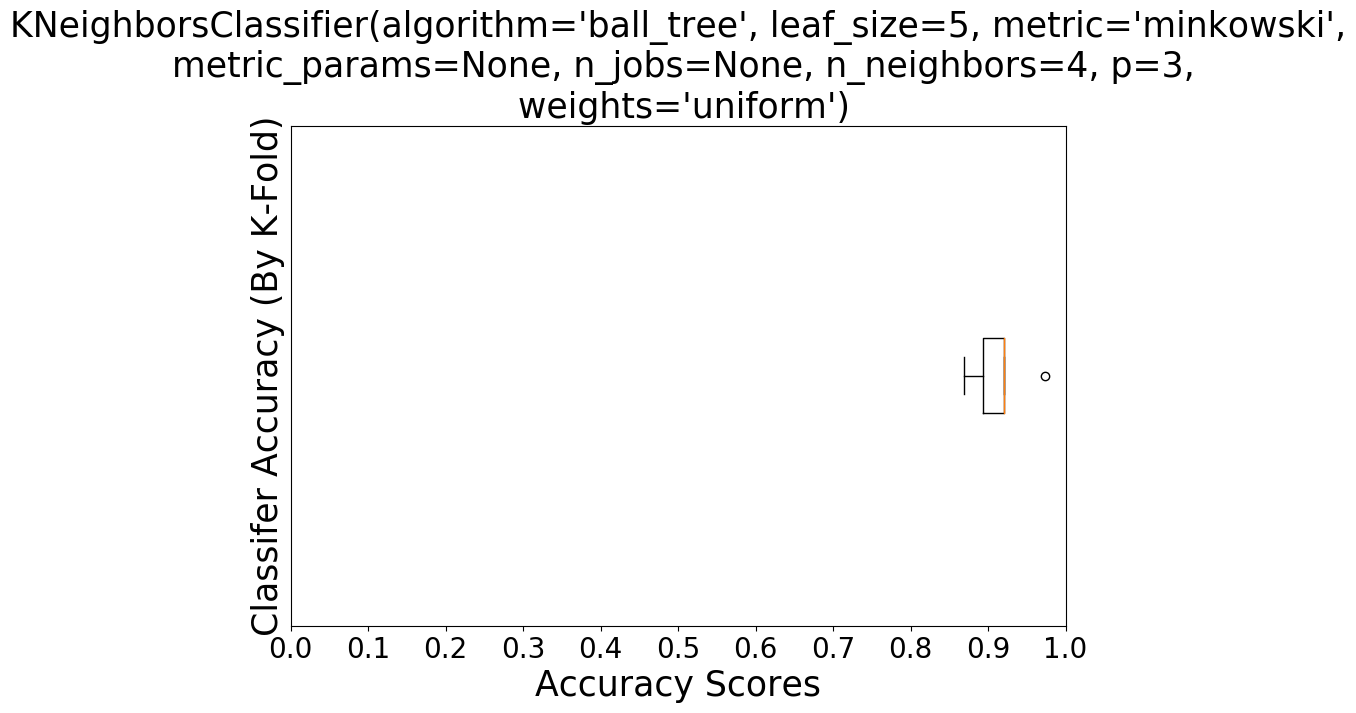 KNeighborsClassifier(algorithm='ball_tree', leaf_size=5, metric='minkowski',
metric_params=None, n_jobs=None, n_neighbors=4, p=3,
weights='uniform')
Classifer Accuracy (By K-Fold)
0.0 0.1 0.2 0.3 0.4 0.5 0.6 0.7 0.8 0.9 1.0
Accuracy Scores